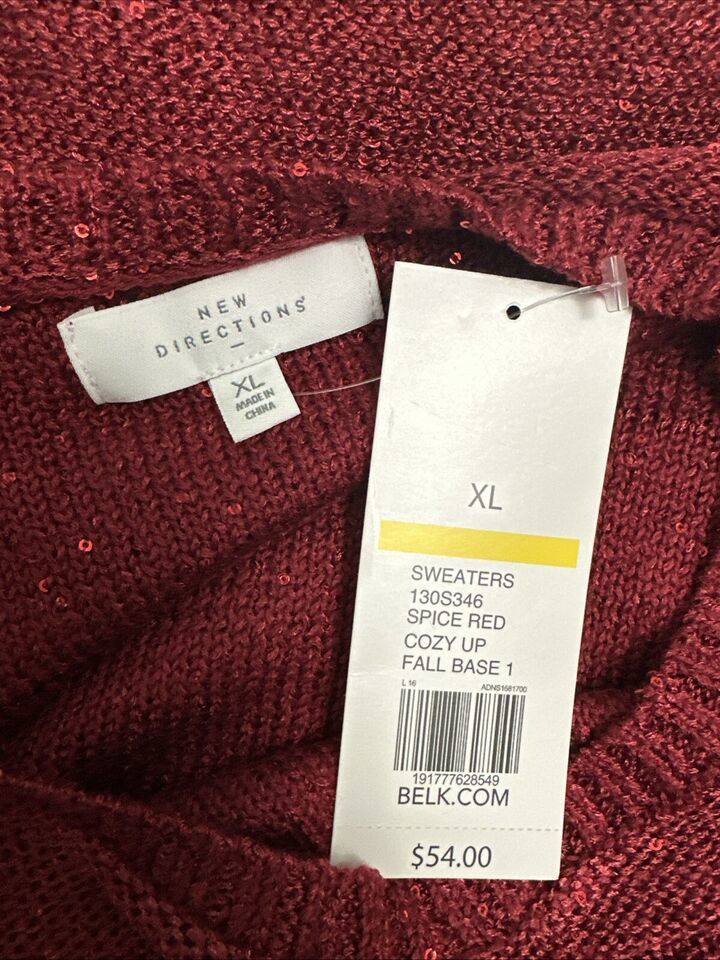 NEW
DIRECTIONS
XL
MADE IN
CHINA
XL
SWEATERS
130S346
SPICE RED
COZY UP
FALL BASE 1
L 16 ADNS1581700
191777628549
BELK.COM
$54.00